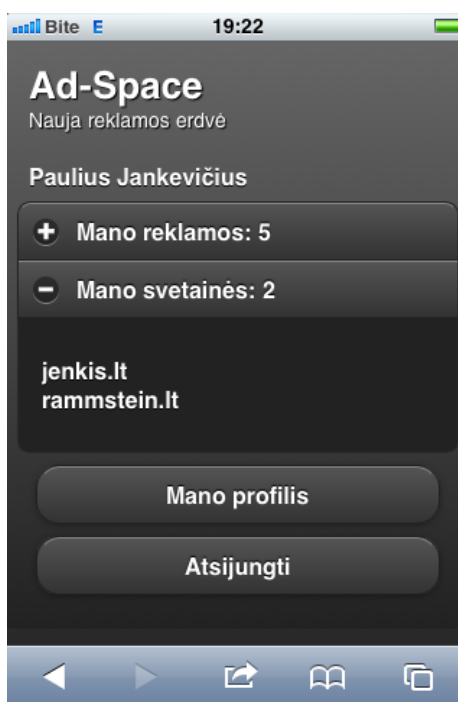 Bite E 19:22
Ad-Space
Nauja reklamos erdvė
Paulius Jankevičius
Mano reklamos: 5
Mano svetainės: 2
jenkis.lt
rammstein.lt
Mano profilis
Atsijungti